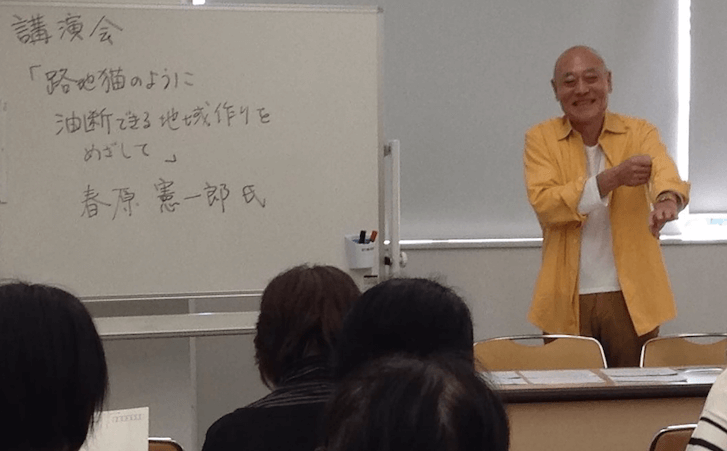 講演会
「路地猫のように
油断できる地域作りを
めざして」
春原 憲一郎 氏